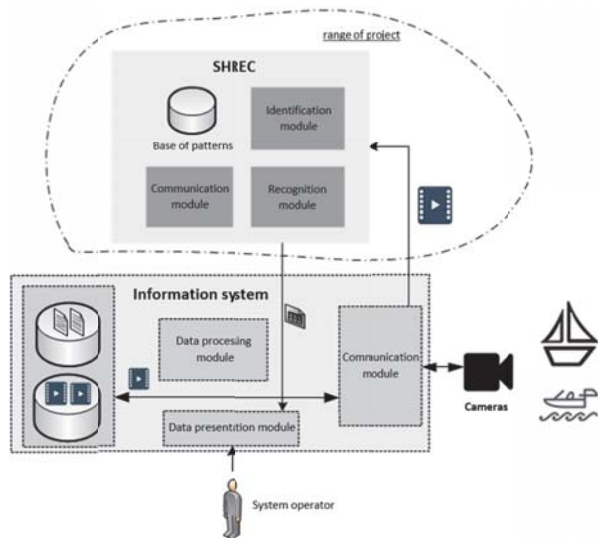 range of project
SHREC
Identification
module
Base of patterns
Communication
module
Recognition
module
Information system
Data procesing
module
Communication
module
Cameras
Data presentation module
System operator